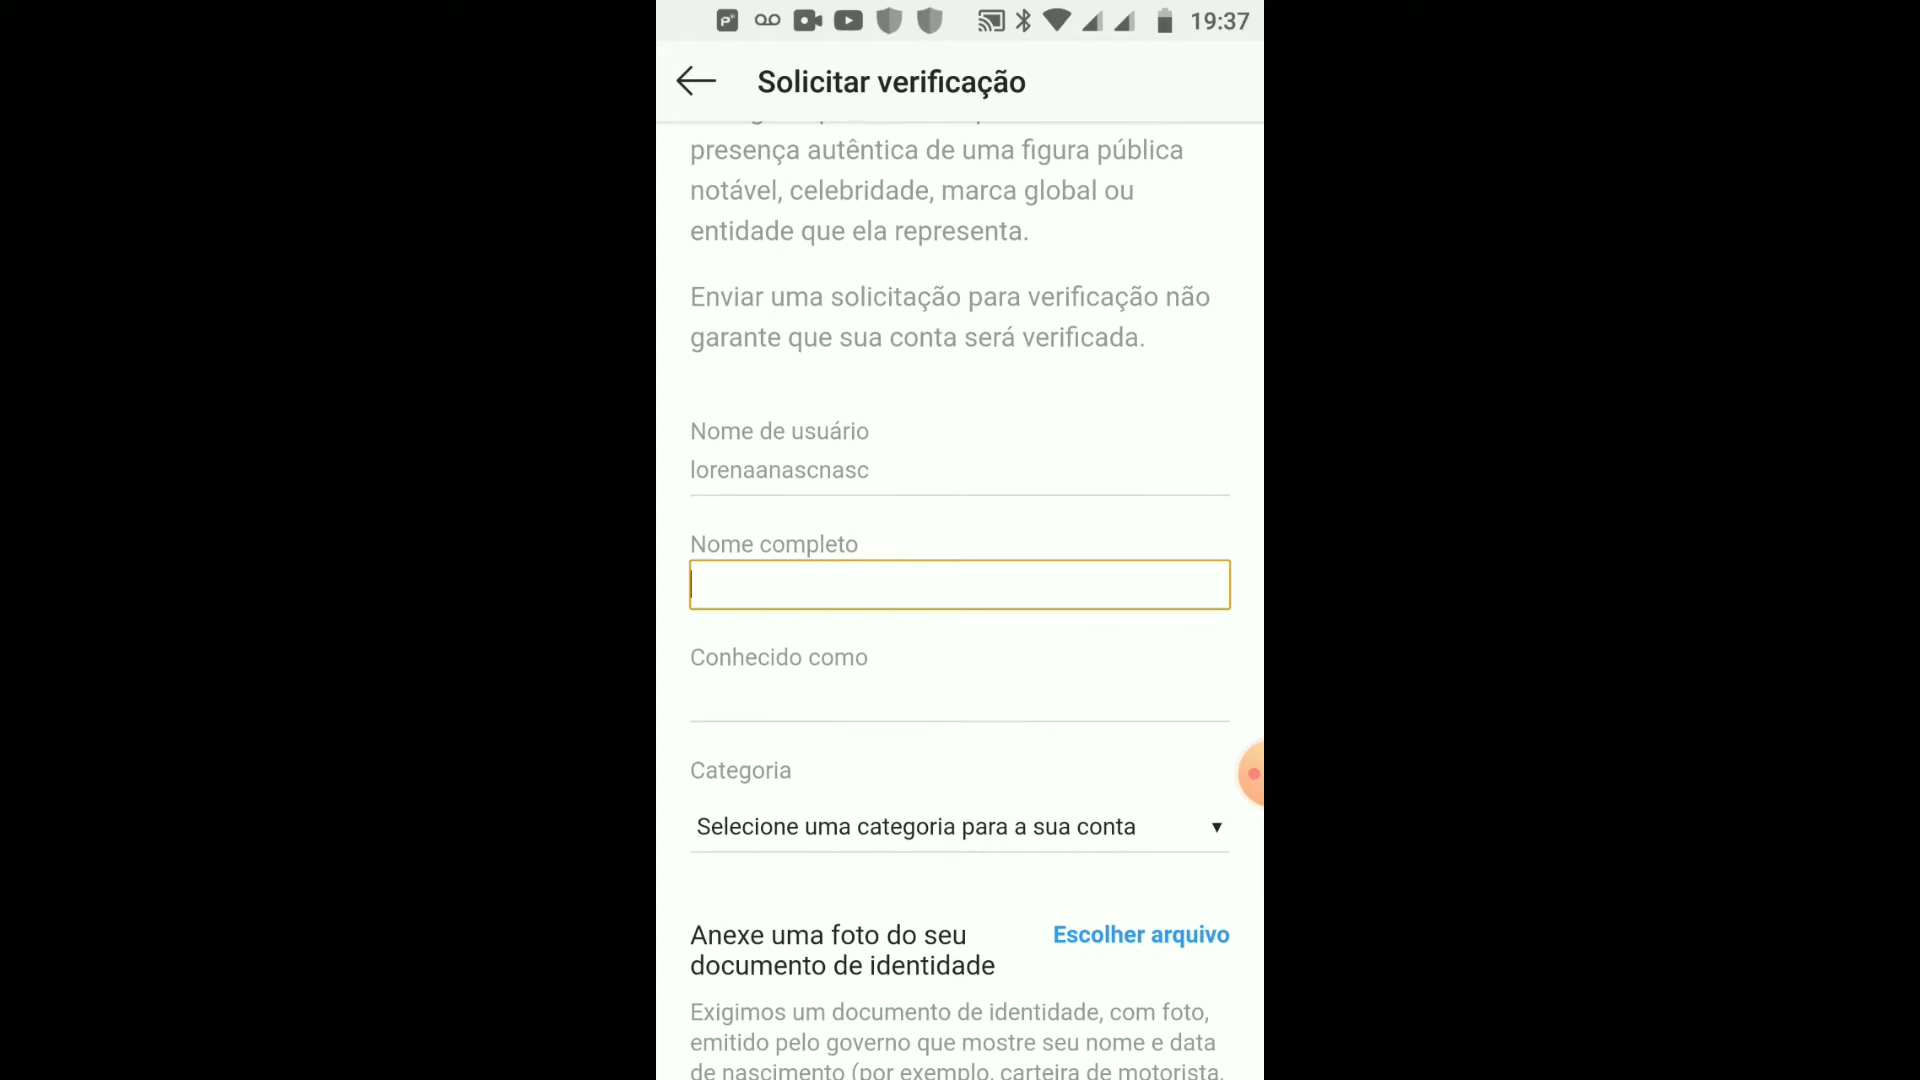 19:37
Solicitar verificação
presença autêntica de uma figura pública
notável, celebridade, marca global ou
entidade que ela representa.
Enviar uma solicitação para verificação não
garante que sua conta será verificada.
Nome de usuário
lorenaanascnasc
Nome completo
Conhecido como
Categoria
Selecione uma categoria para a sua conta
Anexe uma foto do seu
documento de identidade
Escolher arquivo
Exigimos um documento de identidade, com foto,
emitido pelo governo que mostre seu nome e data
de nascimento (por exemplo, carteira de motorista,